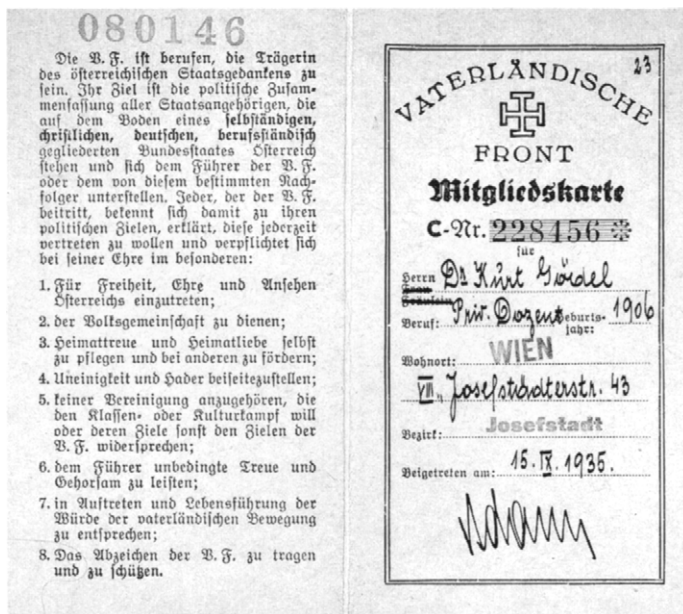 080146
Die V. F. ist berufen, die Trägerin
des österreichischen Staatsgedankens zu
sein. Ihr Ziel ist die politische Zusam-
menfassung aller Staatsangehörigen, die
auf dem Boden eines selbständigen,
christlichen, deutschen, berufsständisch
gegliederten Bundesstaates Österreich
stehen und sich dem Führer der V. F.
oder dem von diesem bestimmten Nach-
folger unterstellen. Jeder, der der V. F.
beitritt, bekennt sich damit zu ihren
politischen Zielen, erklärt, diese jederzeit
vertreten zu wollen und verpflichtet sich
bei seiner Ehre im besonderen:
1. Für Freiheit, Ehre und Ansehen
Österreichs einzutreten;
2. der Volksgemeinschaft zu dienen;
3. Heimattreue und Heimatliebe selbst
zu pflegen und bei anderen zu fördern;
4. Uneinigkeit und Hader beiseitezustellen;
5. keiner Vereinigung anzugehören, die
den Klassen- oder Kulturkampf will
oder deren Ziele sonst den Zielen der
V. F. widersprechen;
6. dem Führer unbedingte Treue und
Gehorsam zu leisten;
7. in Auftreten und Lebensführung der
Würde der vaterländischen Bewegung
zu entsprechen;
8. Das Abzeichen der V. F. zu tragen
und zu schützen.
23
VATERLÄNDISCHE
FRONT
Mitgliedskarte
C-Nr. 228456
für
Herrn Dr Kurt Gödel
Frau
Fräulein
Beruf: Priv. Dozent Geburts-jahr: 1906
Wohnort: WIEN
VIII., Josefstädterstr. 43
Bezirk: Josefstadt
Beigetreten am: 15. IX. 1935.